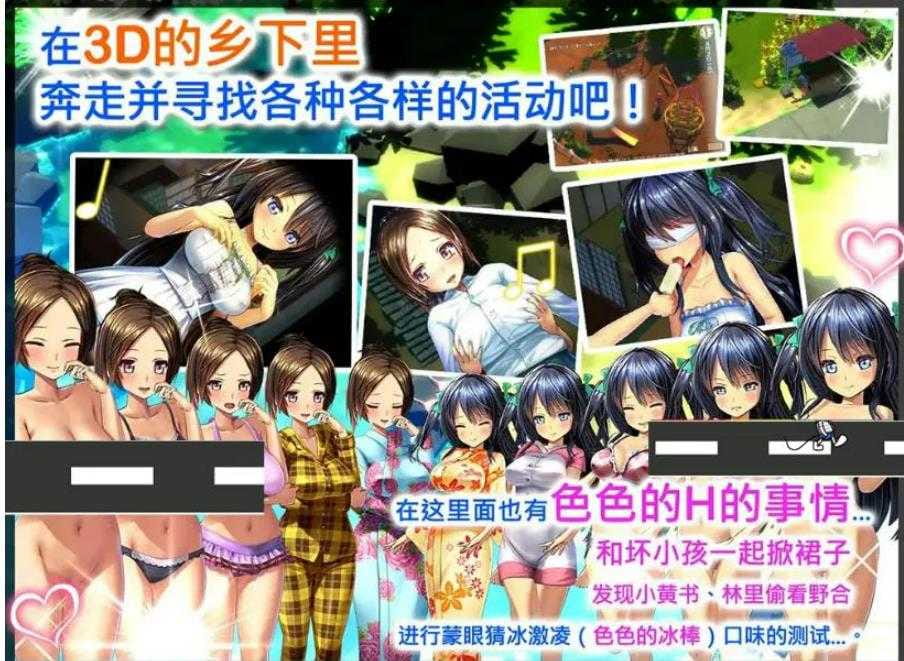 在3D的乡下里
奔走并寻找各种各样的活动吧！
在这里面也有色色的H的事情...
和坏小孩一起掀裙子
发现小黄书、林里偷看野合
进行蒙眼猜冰激凌（色色的冰棒）口味的测试...。